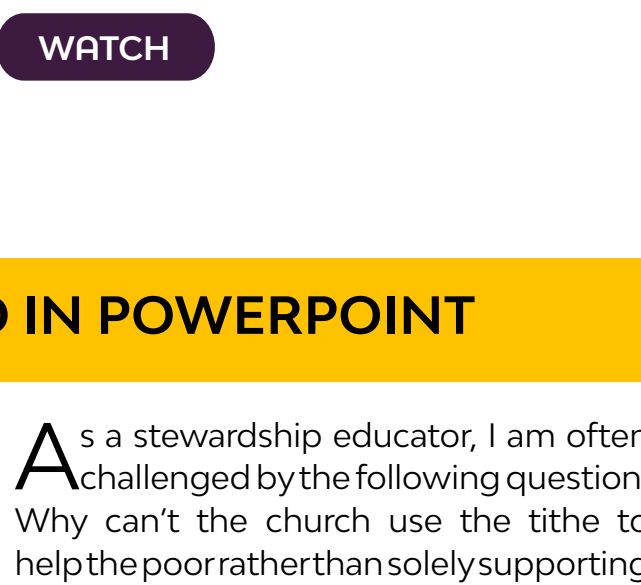 WATCH
IN POWERPOINT
As a stewardship educator, I am often
challenged by the following question
Why can't the church use the tithe to
help the poor rather than solely supporting